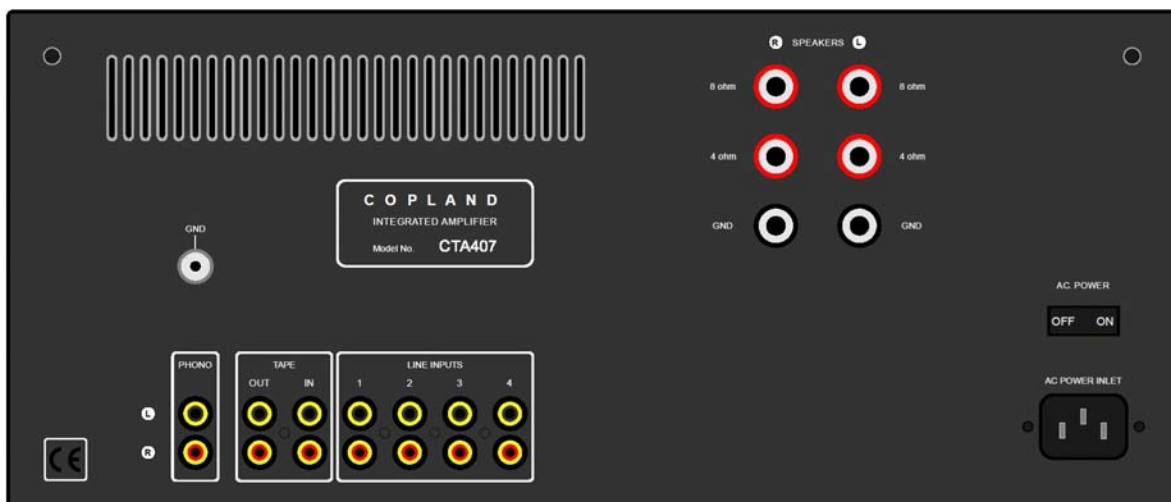 R SPEAKERS L
8 ohm 8 ohm
4 ohm 4 ohm
GND GND
COPLAND
INTEGRATED AMPLIFIER
Model No. CTA407
GND
AC. POWER
OFF ON
PHONO TAPE LINE INPUTS
OUT IN 1 2 3 4
AC POWER INLET
L
R
CE